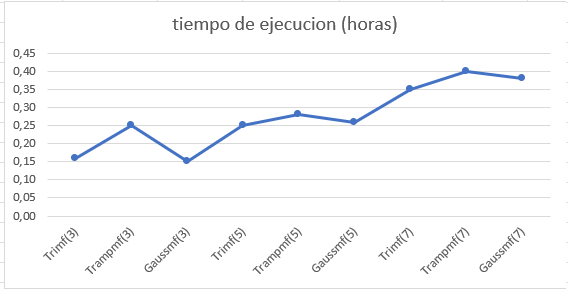 tiempo de ejecucion (horas)
0,45
0,40
0,35
0,30
0,25
0,20
0,15
0,10
0,05
0,00
Trimf(3)
Trampmf(3)
Gaussmf(3)
Trimf(5)
Trampmf(5)
Gaussmf(5)
Trimf(7)
Trampmf(7)
Gaussmf(7)